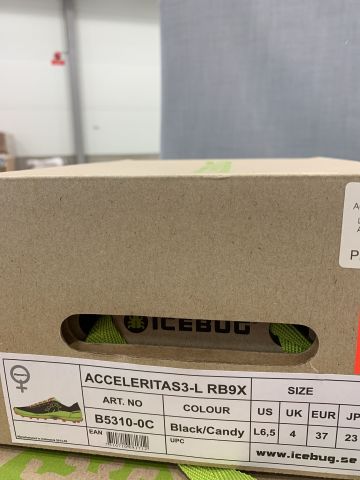 ICEBUG
ACCELERITAS3-L RB9X
SIZE
ART. NO
COLOUR
US
UK
EUR
JP
B5310-0C
Black/Candy
L6,5
4
37
23
EAN
UPC
www.icebug.se